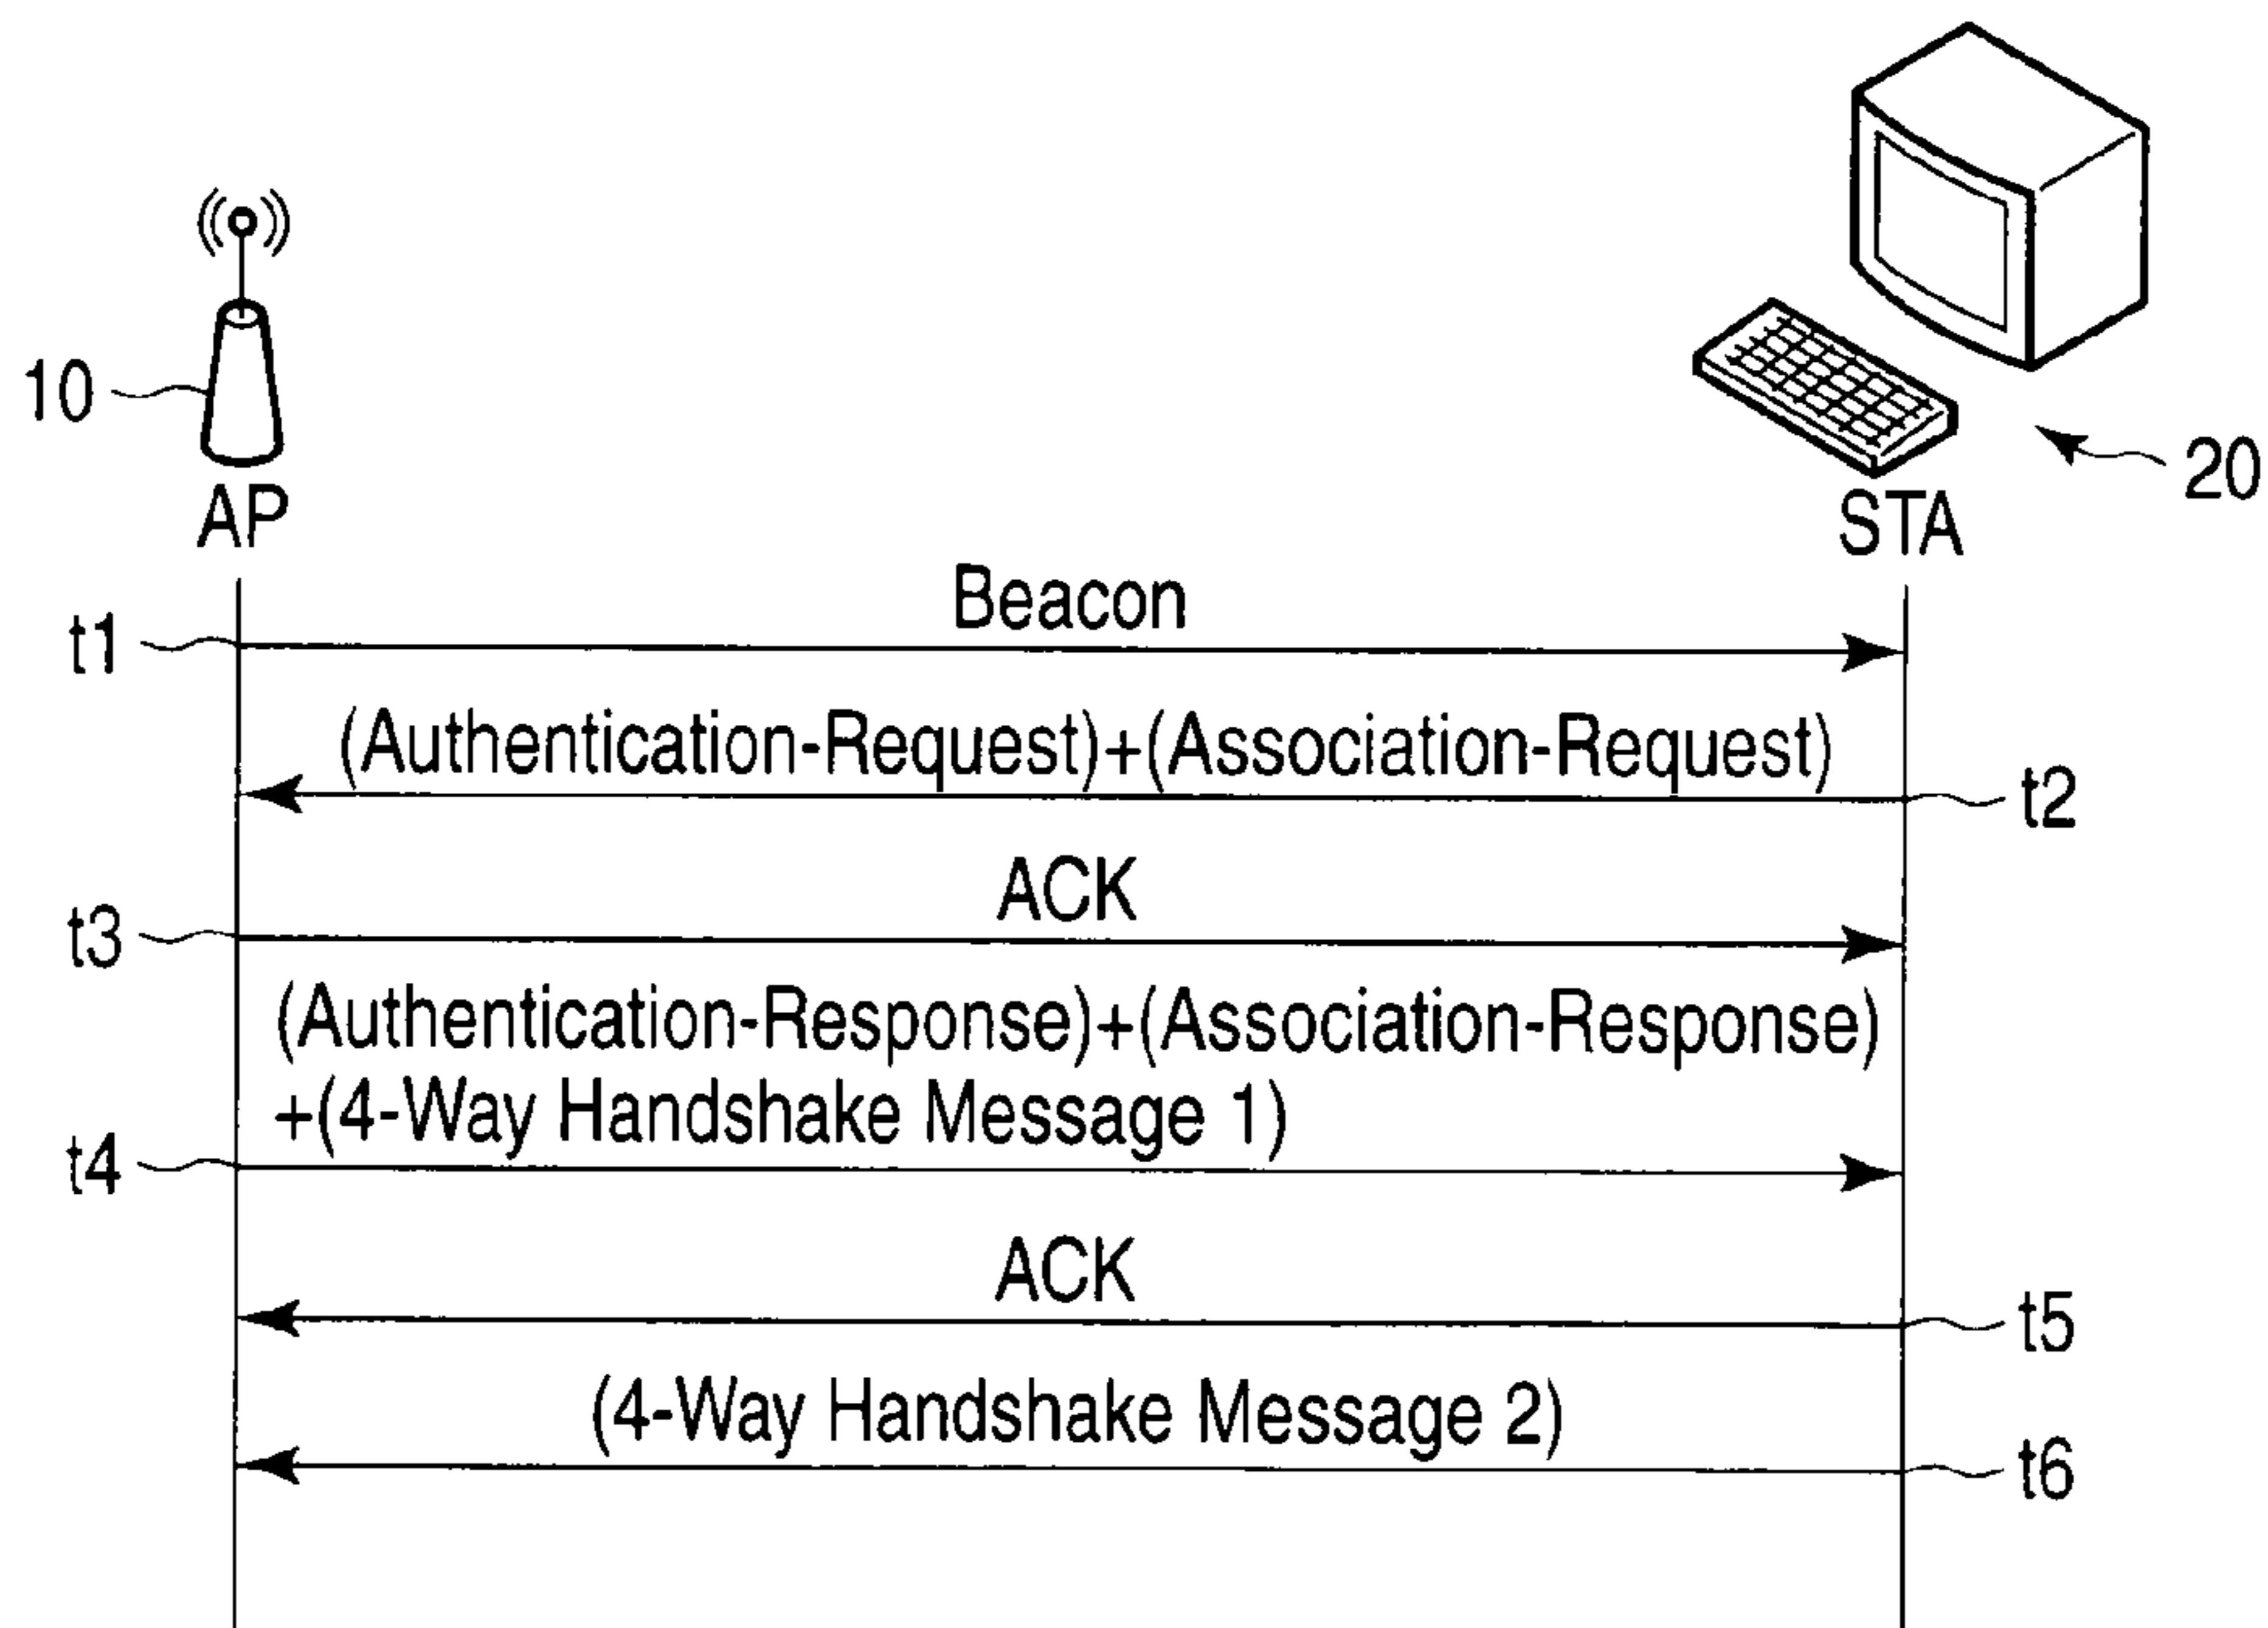 10
AP
20
STA
Beacon
t1
(Authentication-Request)+(Association-Request)
t2
ACK
t3
(Authentication-Response)+(Association-Response)
+(4-Way Handshake Message 1)
t4
ACK
t5
(4-Way Handshake Message 2)
t6